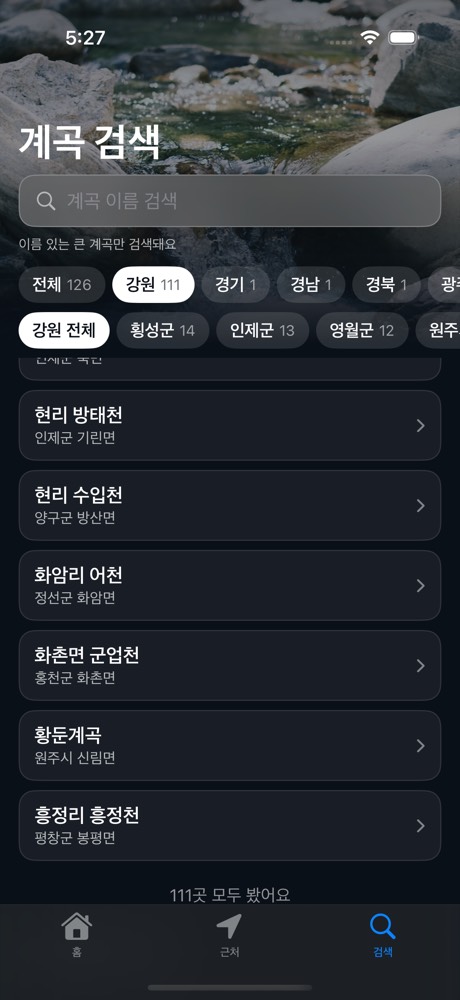 5:27
계곡 검색
계곡 이름 검색
이름 있는 큰 계곡만 검색돼요
전체 126 강원 111 경기 1 경남 1 경북 1
강원 전체 횡성군 14 인제군 13 영월군 12 원주
현리 방태천
인제군 기린면
현리 수입천
양구군 방산면
화암리 어천
정선군 화암면
화촌면 군업천
홍천군 화촌면
황둔계곡
원주시 신림면
흥정리 흥정천
평창군 봉평면
111곳 모두 봤어요
홈 근처 검색